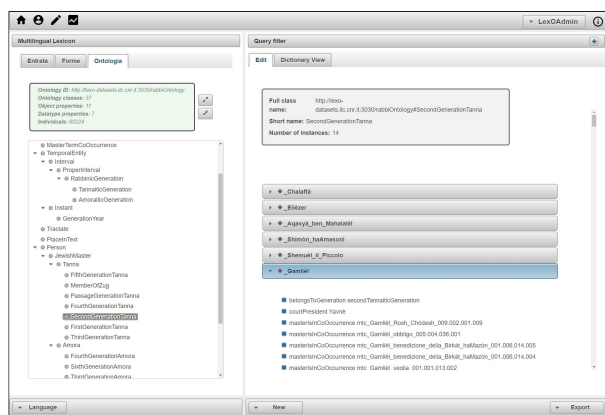 LexOAdmin
Multilingual Lexicon
Entrata Forme Ontologia
Ontology ID: http://lexo-datasets.ilc.cnr.it:3030/rabbiOntology
Ontology classes: 37
Object properties: 11
Datatype properties: 7
Individuals: 60224
MasterTermCoOccurrence
TemporalEntity
Interval
ProperInterval
RabbinicGeneration
TannaiticGeneration
AmoraiticGeneration
Instant
GenerationYear
Tractate
PlaceInText
Person
JewishMaster
Tanna
FifthGenerationTanna
MemberOfZug
PassageGenerationTanna
FourthGenerationTanna
SecondGenerationTanna
FirstGenerationTanna
ThirdGenerationTanna
Amora
FourthGenerationAmora
SixthGenerationAmora
ThirdGenerationAmora
Language
Query filter
Edit Dictionary View
Full class name: http://lexo-datasets.ilc.cnr.it:3030/rabbiOntology#SecondGenerationTanna
Short name: SecondGenerationTanna
Number of instances: 14
_Chalaftà
_Eliézer
_Aqavyà_ben_Mahalalél
_Shimòn_haAmasonì
_Shemuél_il_Piccolo
_Gamliél
belongsToGeneration secondTannaiticGeneration
courtPresident Yavné
masterIsInCoOccurrence mtc_Gamliél_Rosh_Chòdesh_009.002.001.009
masterIsInCoOccurrence mtc_Gamliél_obbligo_005.004.036.001
masterIsInCoOccurrence mtc_Gamliél_benedizione_della_Birkàt_haMazòn_001.006.014.005
masterIsInCoOccurrence mtc_Gamliél_benedizione_della_Birkàt_haMazòn_001.006.014.004
masterIsInCoOccurrence mtc_Gamliél_veglia_001.001.013.002
New
Export